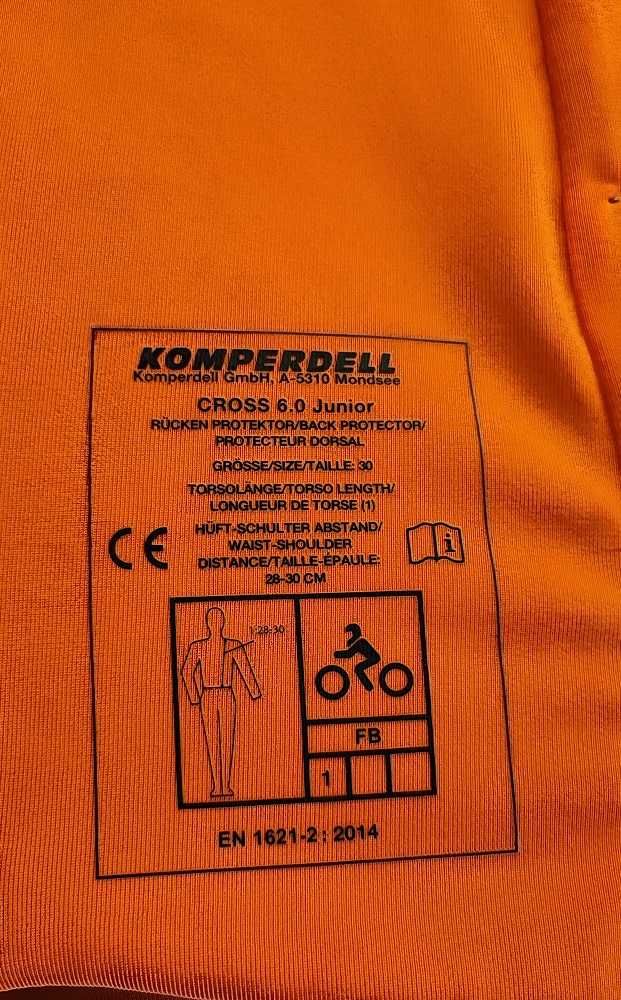 KOMPERDELL
Komperdell GmbH, A-5310 Mondsee
CROSS 6.0 Junior
RÜCKEN PROTEKTOR/BACK PROTECTOR/
PROTECTEUR DORSAL
GRÖSSE/SIZE/TAILLE: 30
TORSOLÄNGE/TORSO LENGTH/
LONGUEUR DE TORSE (1)
HÜFT-SCHULTER ABSTAND/
WAIST-SHOULDER
DISTANCE/TAILLE-ÉPAULE:
28-30 CM
CE
i
1:28-30
FB
1
EN 1621-2 : 2014